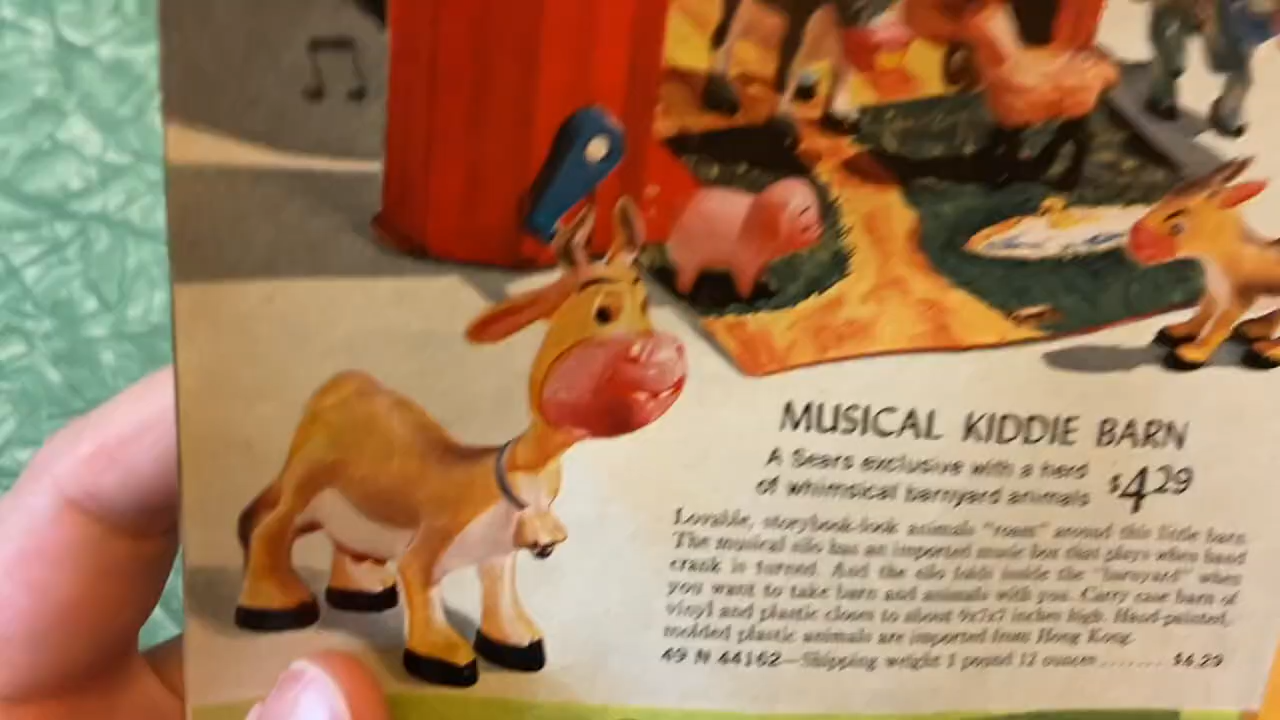 MUSICAL KIDDIE BARN
A Sears exclusive with a herd
of whimsical barnyard animals $4.29
Lovable, storybook-look animals "roam" around this little barn.
The musical silo has an imported music box that plays when hand
crank is turned. And the silo folds inside the "barnyard" when
you want to take barn and animals with you. Carry case barn of
vinyl and plastic closes to about 9x7x7 inches high. Hand-painted,
molded plastic animals are imported from Hong Kong.
49 N 44162—Shipping weight 1 pound 12 ounces........